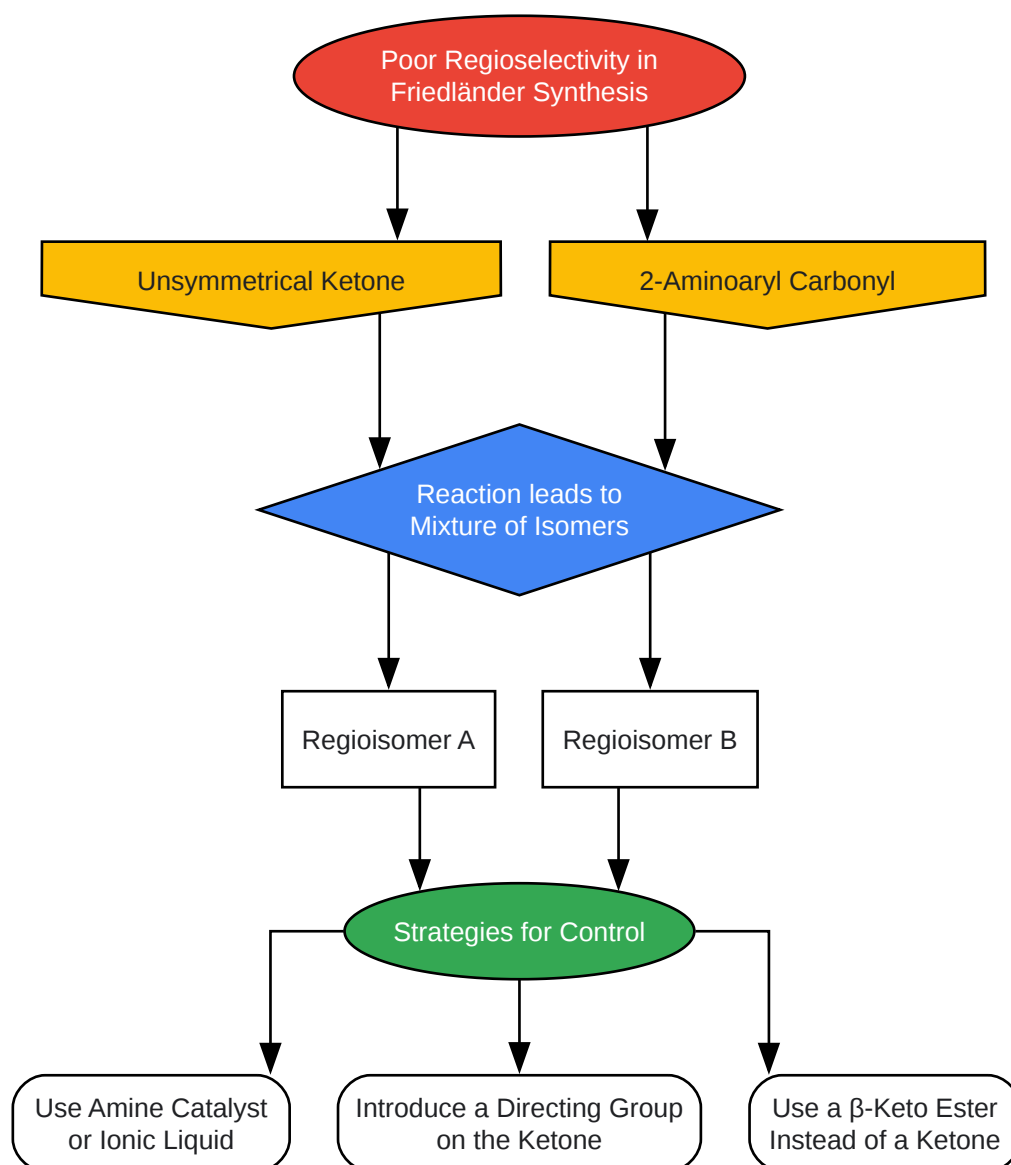 Poor Regioselectivity in
Friedländer Synthesis
Unsymmetrical Ketone
2-Aminoaryl Carbonyl
Reaction leads to
Mixture of Isomers
Regioisomer A
Regioisomer B
Strategies for Control
Use Amine Catalyst
or Ionic Liquid
Introduce a Directing Group
on the Ketone
Use a β-Keto Ester
Instead of a Ketone